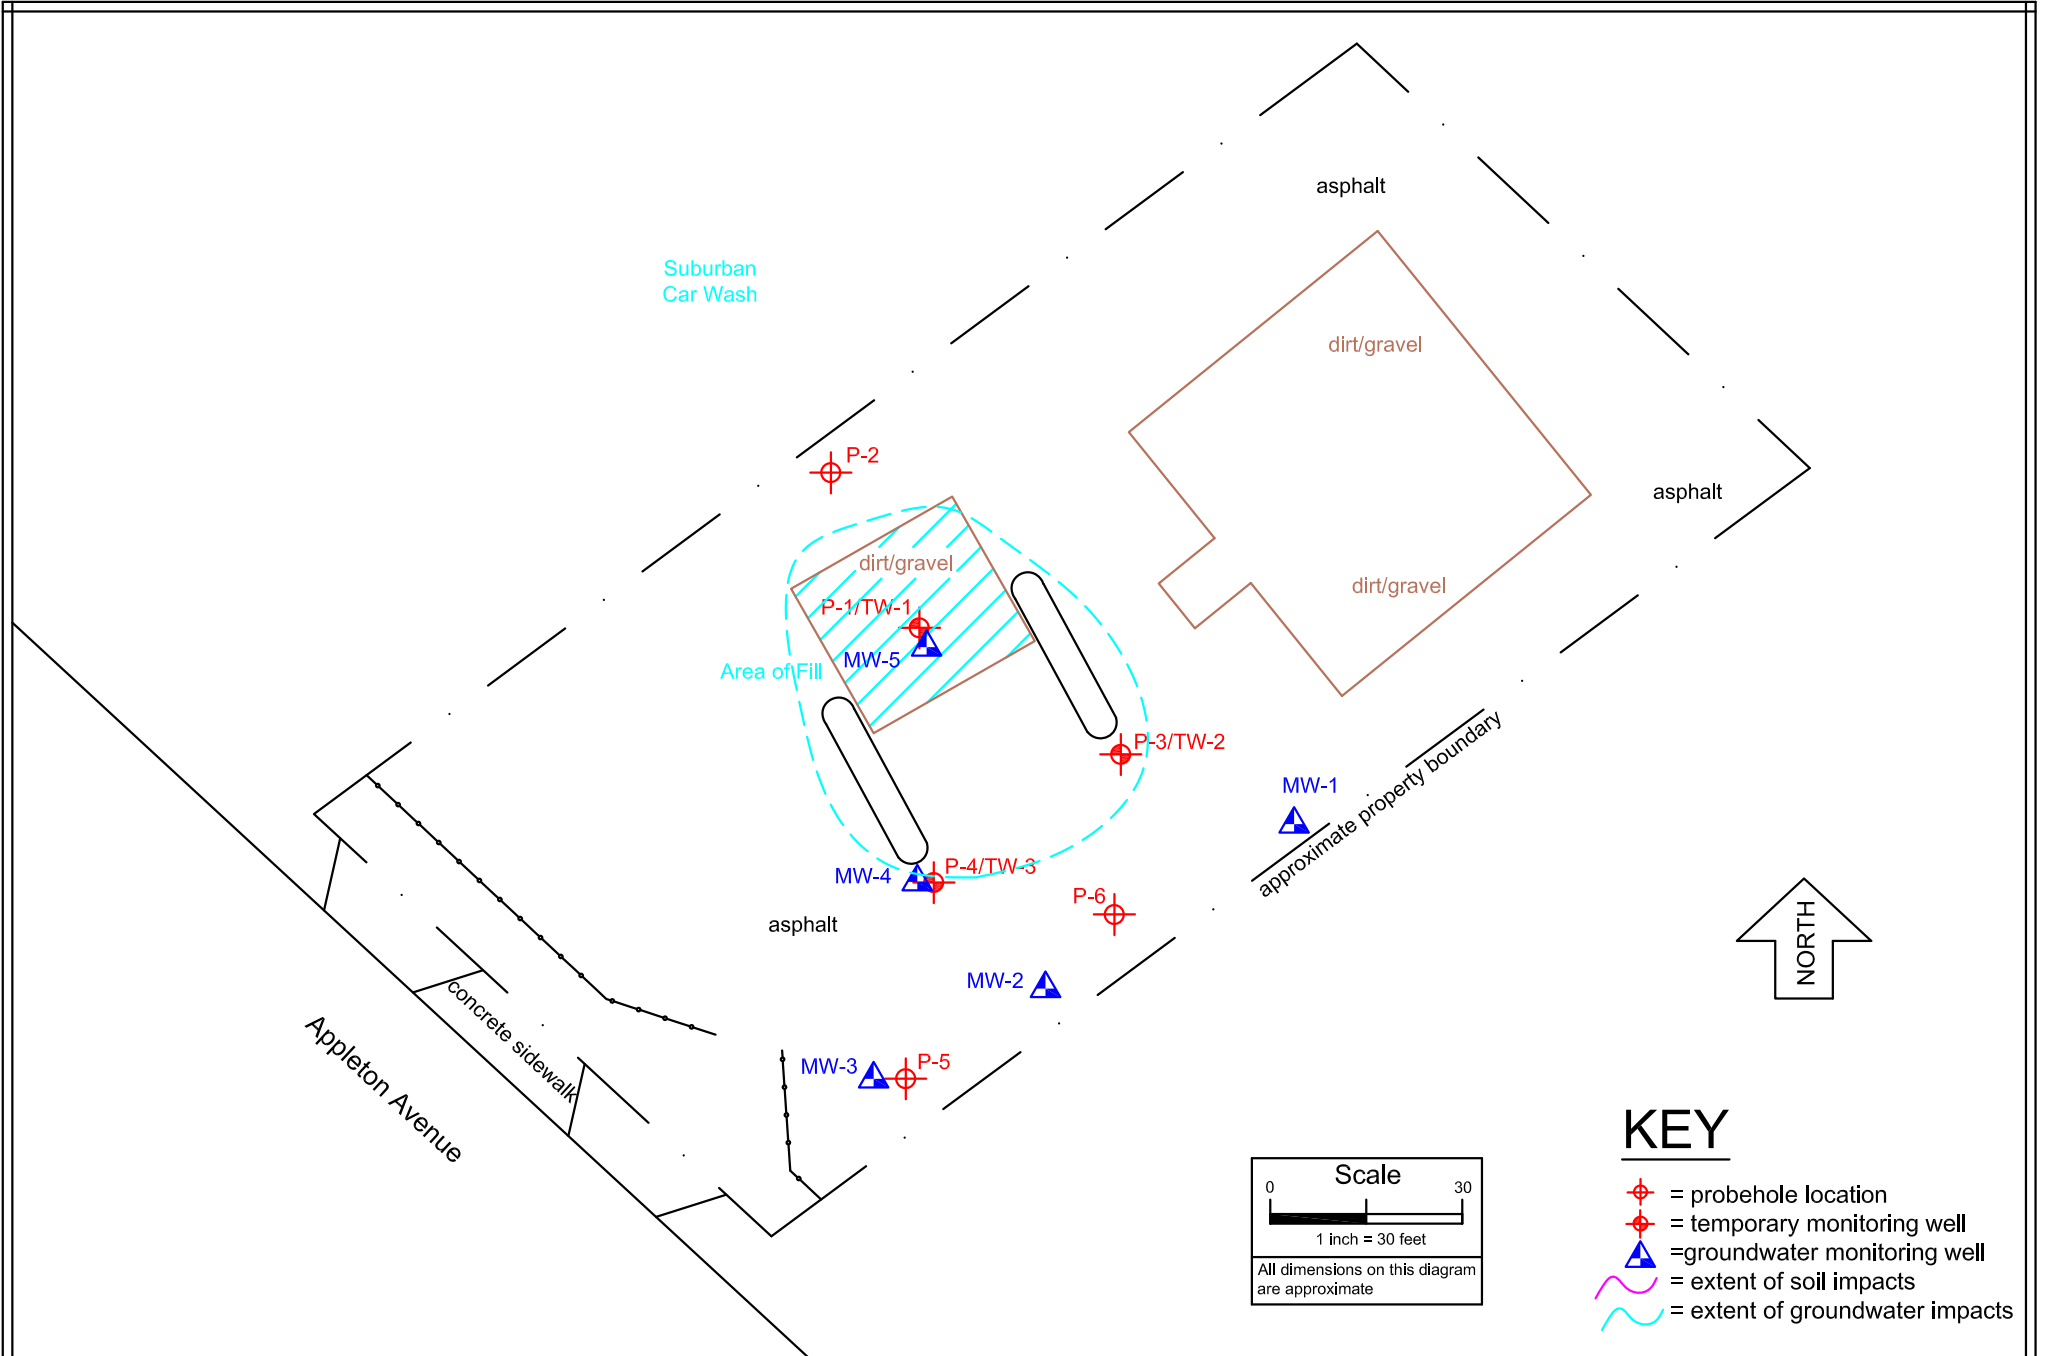 asphalt
Suburban
Car Wash
dirt/gravel
P-2
asphalt
dirt/gravel
dirt/gravel
P-1/TW-1
MW-5
Area of Fill
P-3/TW-2
MW-1
approximate property boundary
P-4/TW-3
MW-4
P-6
asphalt
MW-2
NORTH
concrete sidewalk
Appleton Avenue
MW-3
P-5
Scale
0 30
1 inch = 30 feet
All dimensions on this diagram
are approximate
KEY
= probehole location
= temporary monitoring well
=groundwater monitoring well
= extent of soil impacts
= extent of groundwater impacts